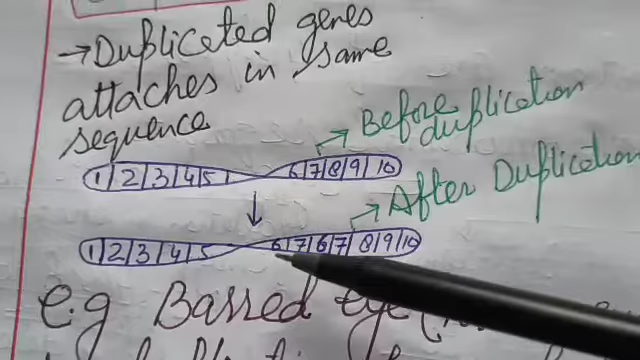 → Duplicated genes
attaches in same
sequence
→ Before
duplication
1 2 3 4 5 6 7 8 9 10
→ After Duplication
1 2 3 4 5 6 7 6 7 8 9 10
e.g Barred eye (